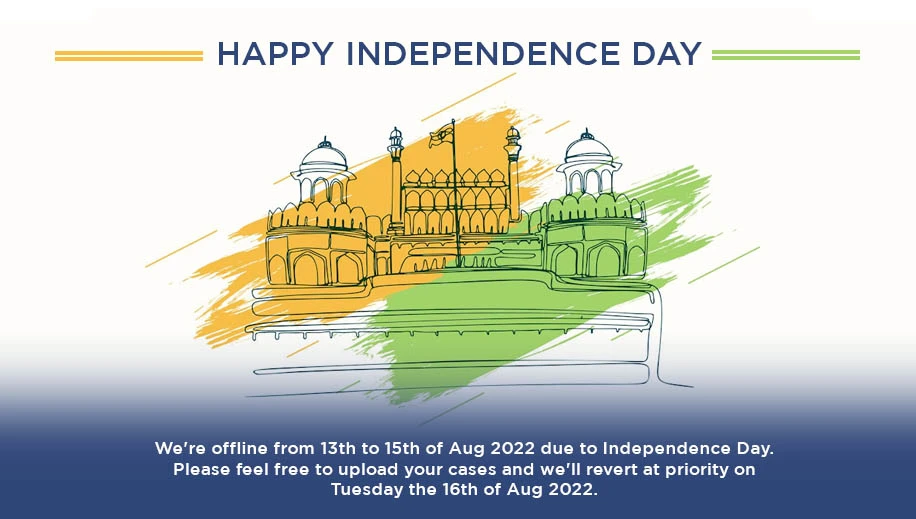 HAPPY INDEPENDENCE DAY
We're offline from 13th to 15th of Aug 2022 due to Independence Day.
Please feel free to upload your cases and we'll revert at priority on
Tuesday the 16th of Aug 2022.